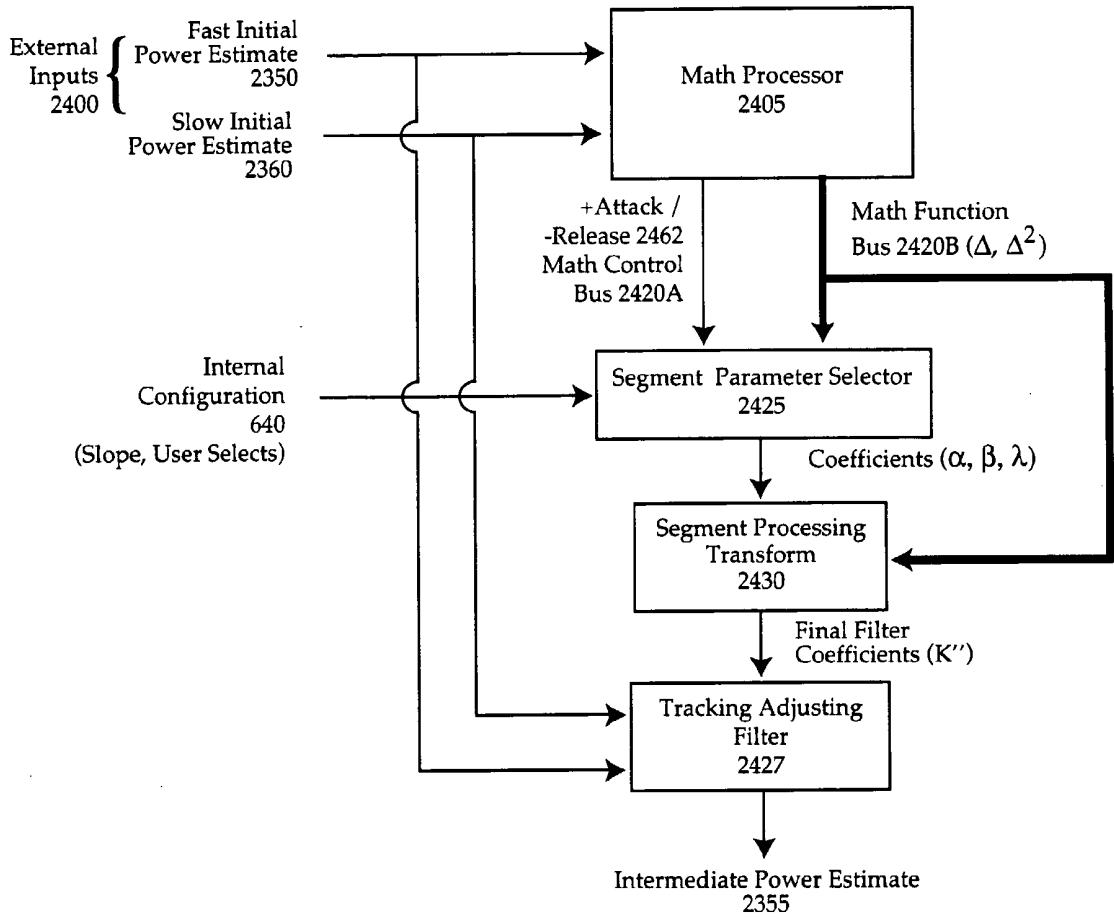 External
Inputs
2400
Fast Initial
Power Estimate
2350
Slow Initial
Power Estimate
2360
Math Processor
2405
+Attack /
-Release 2462
Math Control
Bus 2420A
Math Function
Bus 2420B (Δ, Δ²)
Internal
Configuration
640
(Slope, User Selects)
Segment Parameter Selector
2425
Coefficients (α, β, λ)
Segment Processing
Transform
2430
Final Filter
Coefficients (K'')
Tracking Adjusting
Filter
2427
Intermediate Power Estimate
2355